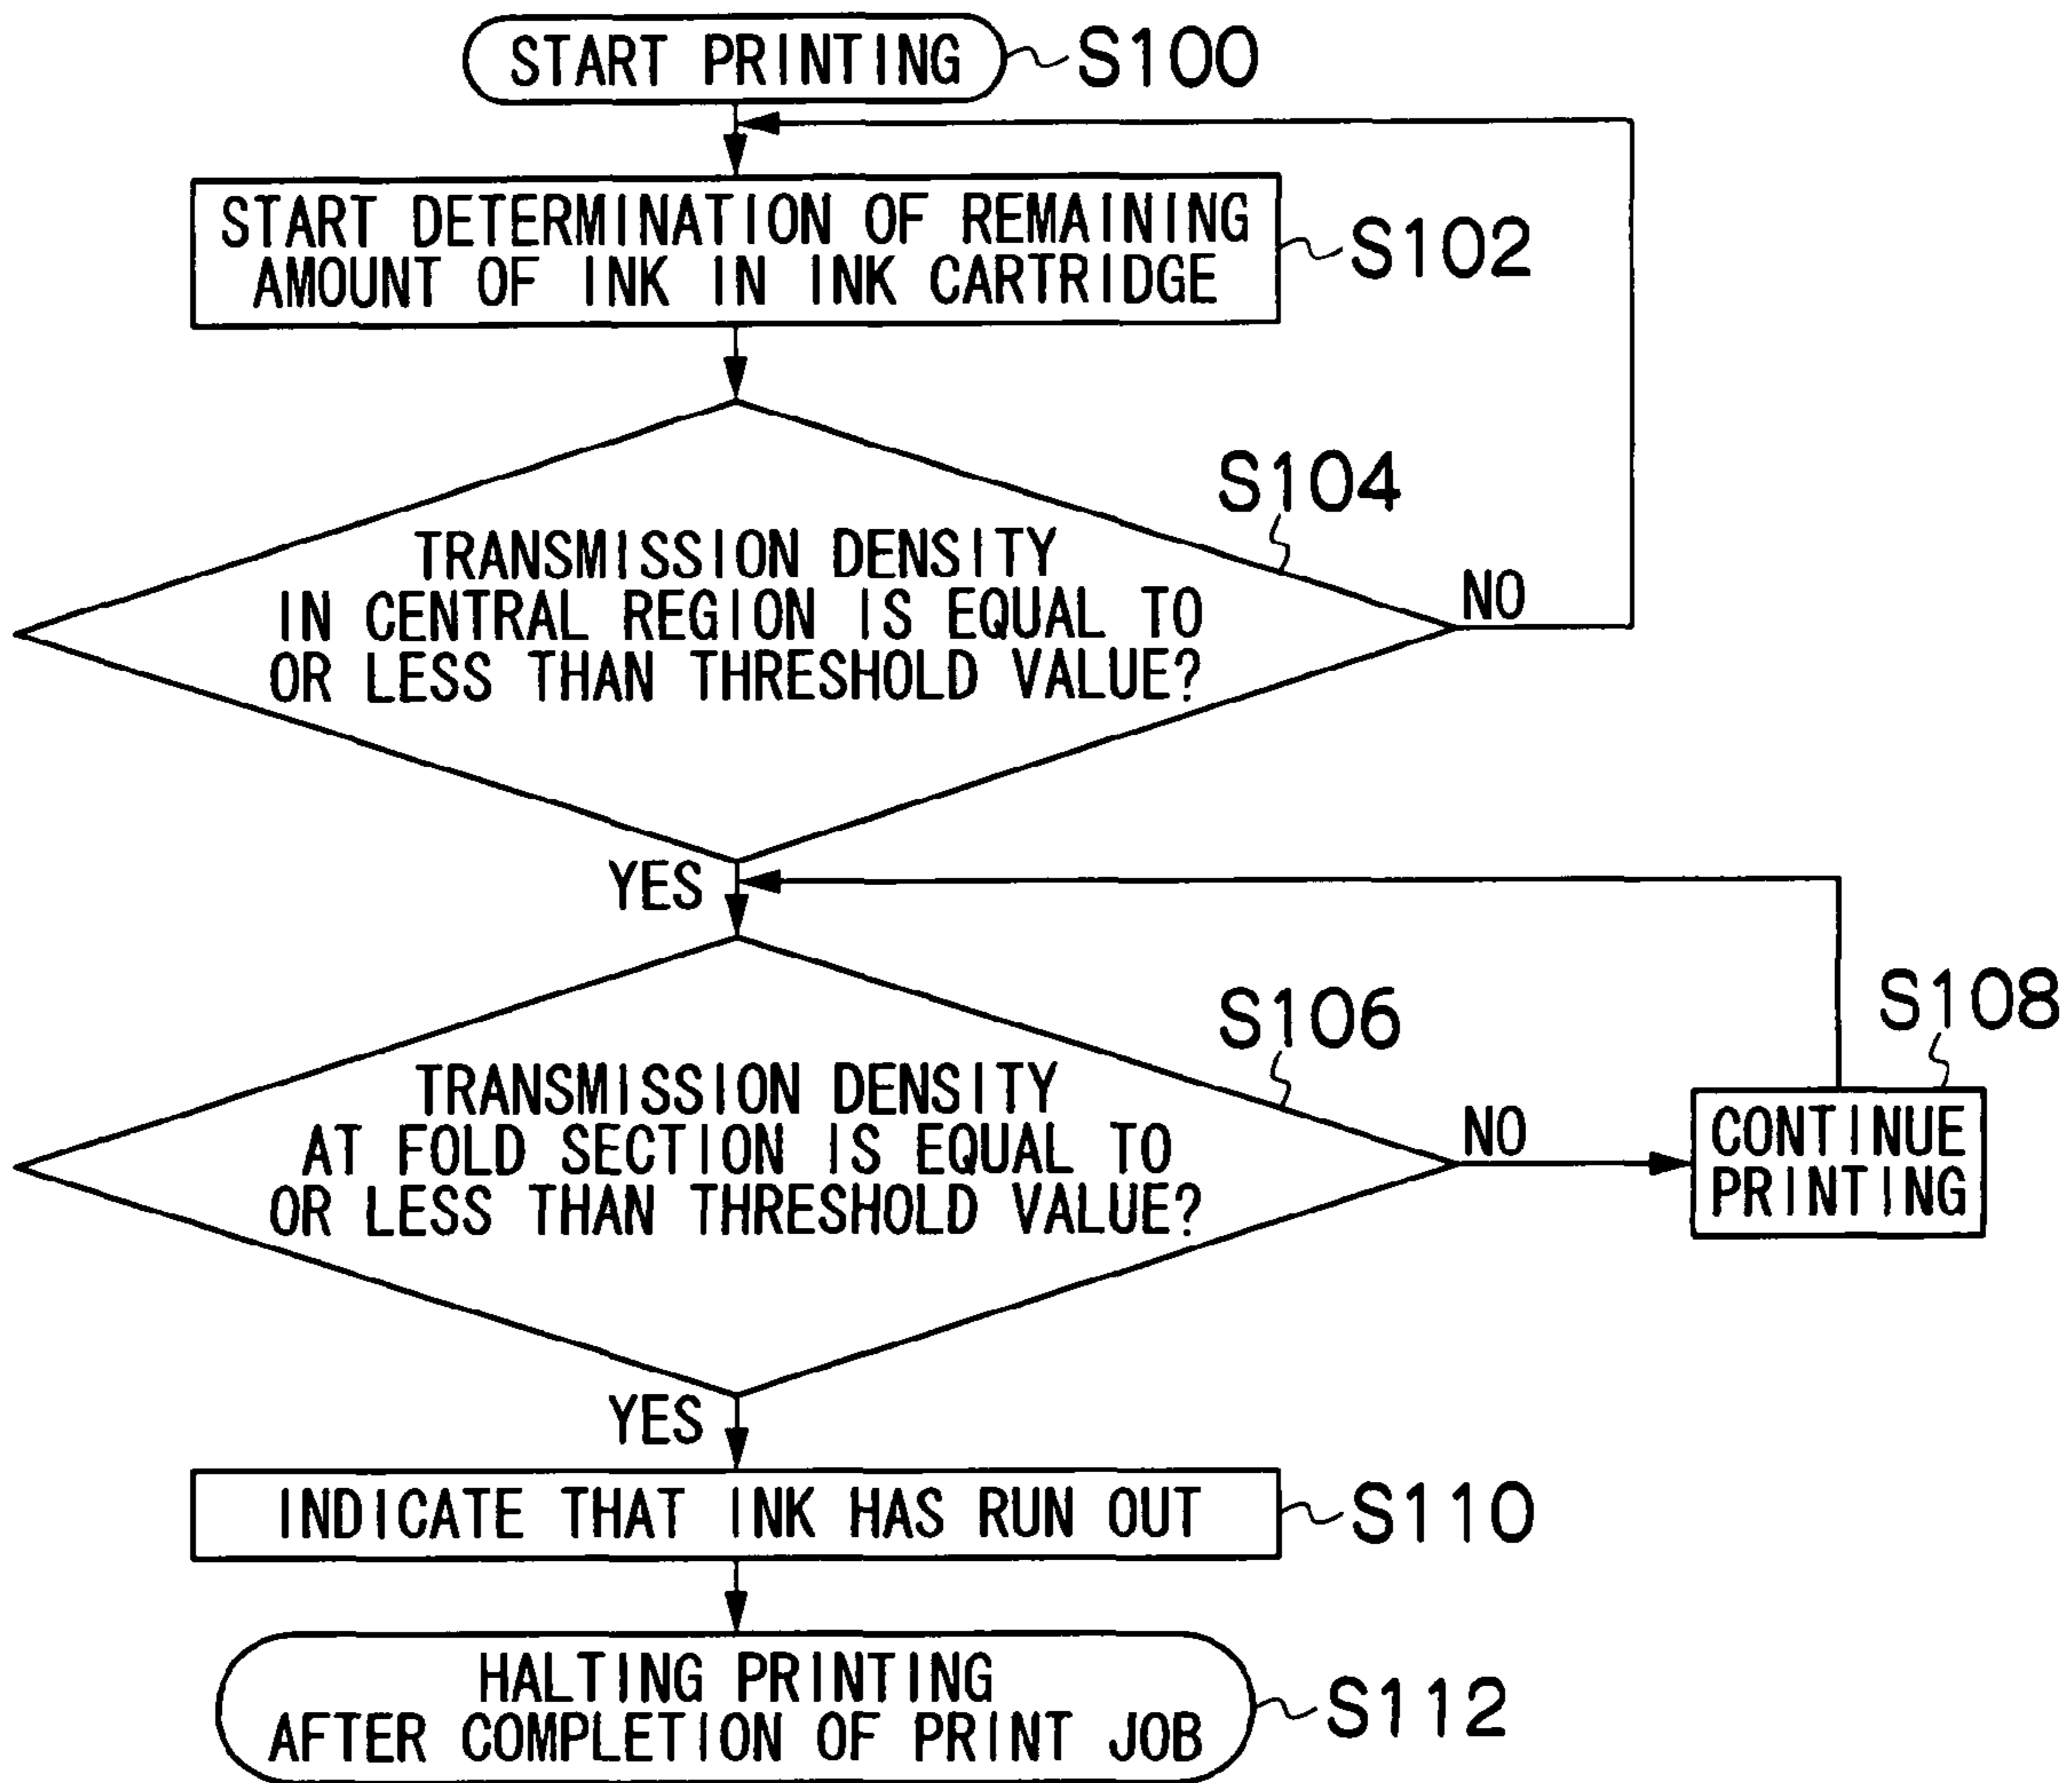 START PRINTING
S100
START DETERMINATION OF REMAINING
AMOUNT OF INK IN INK CARTRIDGE
S102
S104
TRANSMISSION DENSITY
IN CENTRAL REGION IS EQUAL TO
OR LESS THAN THRESHOLD VALUE?
NO
YES
S106
S108
TRANSMISSION DENSITY
AT FOLD SECTION IS EQUAL TO
OR LESS THAN THRESHOLD VALUE?
NO
CONTINUE
PRINTING
YES
INDICATE THAT INK HAS RUN OUT
S110
HALTING PRINTING
AFTER COMPLETION OF PRINT JOB
S112